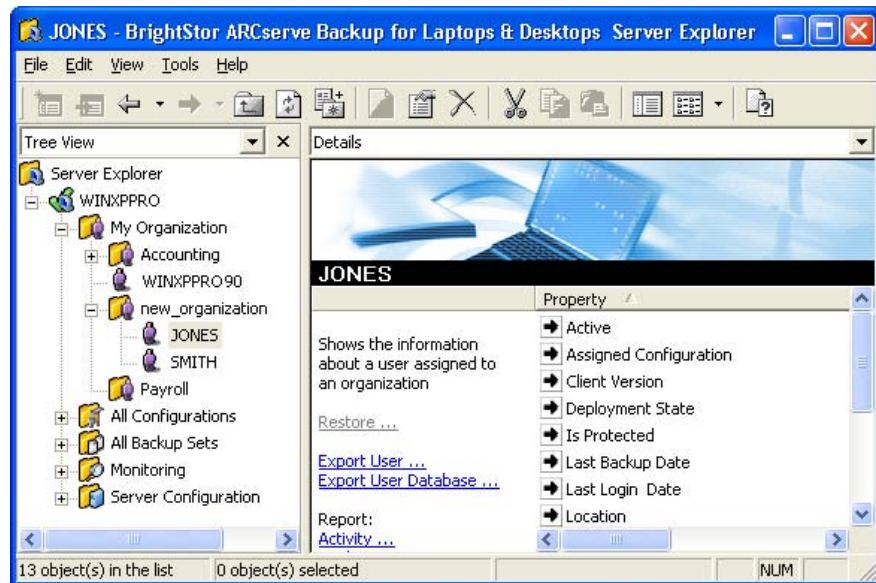 JONES - BrightStor ARCserve Backup for Laptops & Desktops Server Explorer
File Edit View Tools Help
Tree View
Server Explorer
WINXPPRO
My Organization
Accounting
WINXPPRO90
new_organization
JONES
SMITH
Payroll
All Configurations
All Backup Sets
Monitoring
Server Configuration
Details
JONES
Shows the information
about a user assigned to
an organization
Restore ...
Export User ...
Export User Database ...
Report:
Activity ...
Property
Active
Assigned Configuration
Client Version
Deployment State
Is Protected
Last Backup Date
Last Login Date
Location
13 object(s) in the list 0 object(s) selected NUM